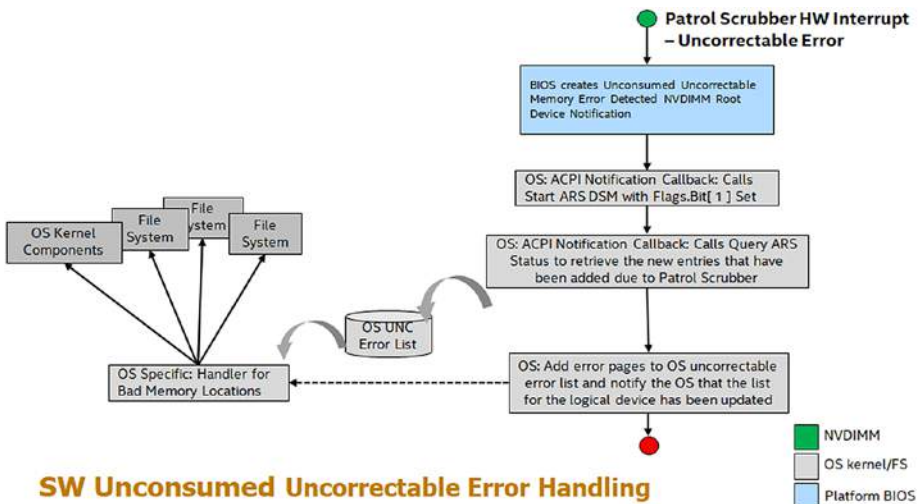 Patrol Scrubber HW Interrupt
– Uncorrectable Error
BIOS creates Unconsumed Uncorrectable
Memory Error Detected NVDIMM Root
Device Notification
OS: ACPI Notification Callback: Calls
Start ARS DSM with Flags.Bit[ 1 ] Set
OS: ACPI Notification Callback: Calls Query ARS
Status to retrieve the new entries that have
been added due to Patrol Scrubber
OS Kernel
Components
File
System
File
System
File
System
OS UNC
Error List
OS Specific: Handler for
Bad Memory Locations
OS: Add error pages to OS uncorrectable
error list and notify the OS that the list
for the logical device has been updated
NVDIMM
OS kernel/FS
Platform BIOS
SW Unconsumed Uncorrectable Error Handling